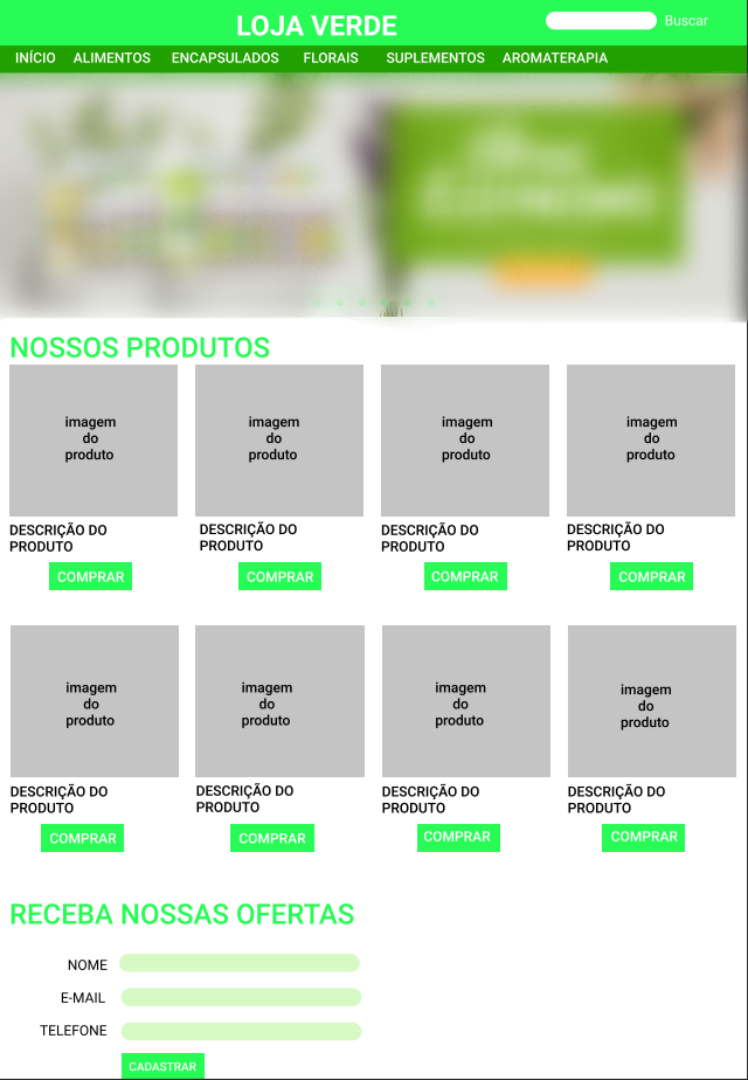 LOJA VERDE
Buscar
INÍCIO ALIMENTOS ENCAPSULADOS FLORAIS SUPLEMENTOS AROMATERAPIA
NOSSOS PRODUTOS
imagem
do
produto
imagem
do
produto
imagem
do
produto
imagem
do
produto
DESCRIÇÃO DO
PRODUTO
DESCRIÇÃO DO
PRODUTO
DESCRIÇÃO DO
PRODUTO
DESCRIÇÃO DO
PRODUTO
COMPRAR
COMPRAR
COMPRAR
COMPRAR
imagem
do
produto
imagem
do
produto
imagem
do
produto
imagem
do
produto
DESCRIÇÃO DO
PRODUTO
DESCRIÇÃO DO
PRODUTO
DESCRIÇÃO DO
PRODUTO
DESCRIÇÃO DO
PRODUTO
COMPRAR
COMPRAR
COMPRAR
COMPRAR
RECEBA NOSSAS OFERTAS
NOME
E-MAIL
TELEFONE
CADASTRAR